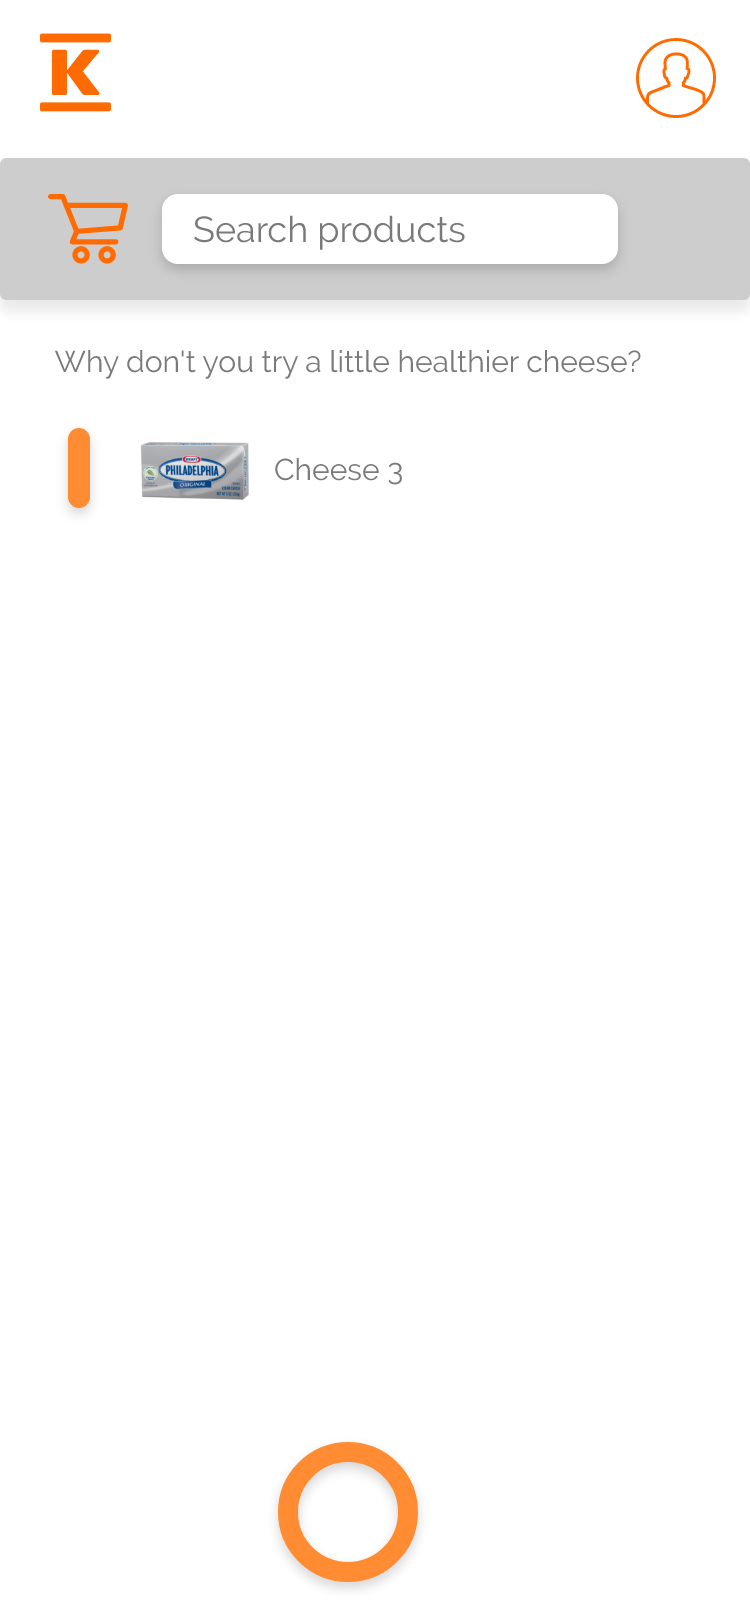 K
Search products
Why don't you try a little healthier cheese?
KRAFT
PHILADELPHIA
ORIGINAL
Cheese 3